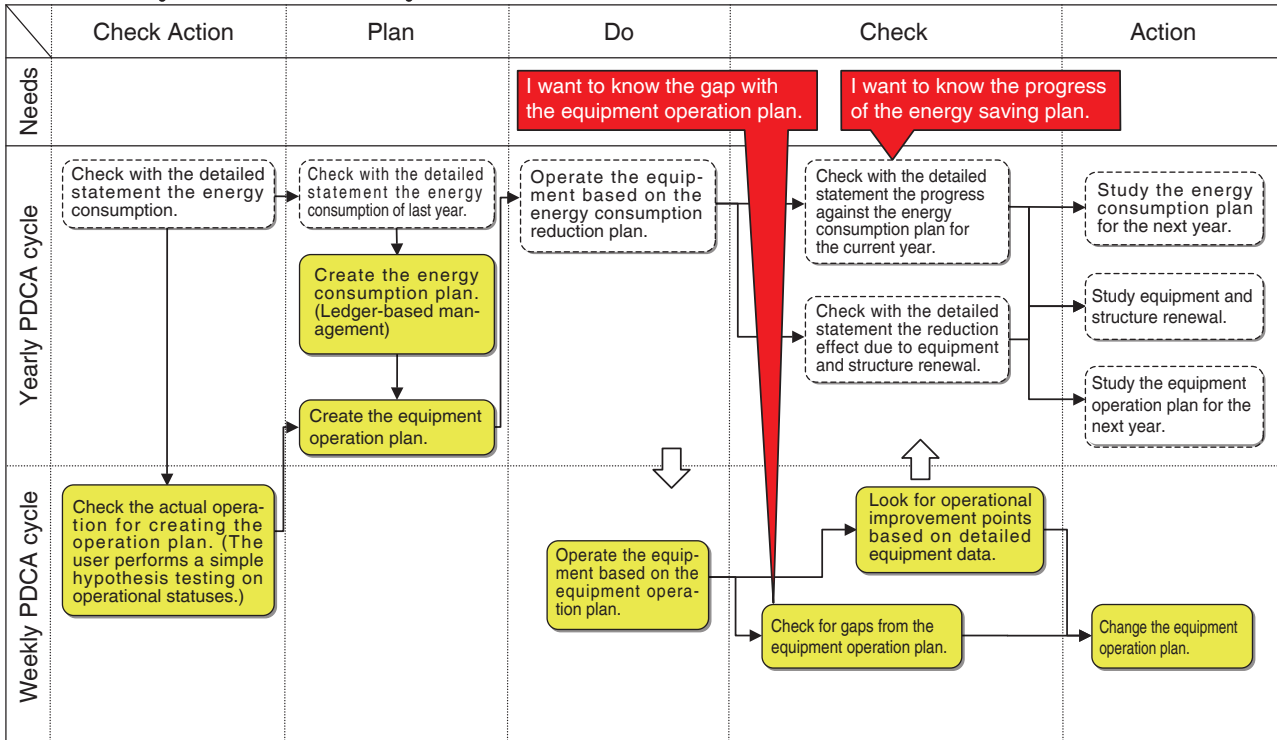 Check Action
Plan
Do
Check
Action
Needs
I want to know the gap with
the equipment operation plan.
I want to know the progress
of the energy saving plan.
Yearly PDCA cycle
Check with the detailed
statement the energy
consumption.
Check with the detailed
statement the energy
consumption of last year.
Create the energy
consumption plan.
(Ledger-based man-
agement)
Create the equipment
operation plan.
Operate the equip-
ment based on the
energy consumption
reduction plan.
Check with the detailed
statement the progress
against the energy
consumption plan for
the current year.
Check with the detailed
statement the reduction
effect due to equipment
and structure renewal.
Study the energy
consumption plan
for the next year.
Study equipment and
structure renewal.
Study the equipment
operation plan for the
next year.
Weekly PDCA cycle
Check the actual opera-
tion for creating the
operation plan. (The
user performs a simple
hypothesis testing on
operational statuses.)
Operate the equip-
ment based on the
equipment opera-
tion plan.
Look for operational
improvement points
based on detailed
equipment data.
Check for gaps from the
equipment operation plan.
Change the equipment
operation plan.